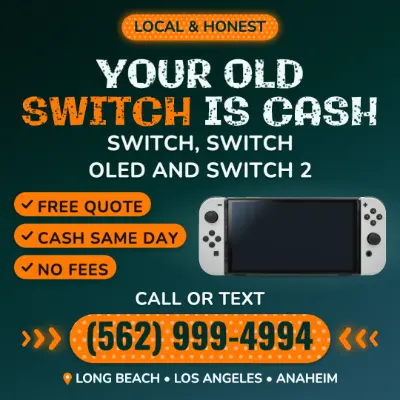 LOCAL & HONEST
YOUR OLD
SWITCH IS CASH
SWITCH, SWITCH
OLED AND SWITCH 2
✓ FREE QUOTE
✓ CASH SAME DAY
✓ NO FEES
CALL OR TEXT
(562) 999-4994
LONG BEACH • LOS ANGELES • ANAHEIM